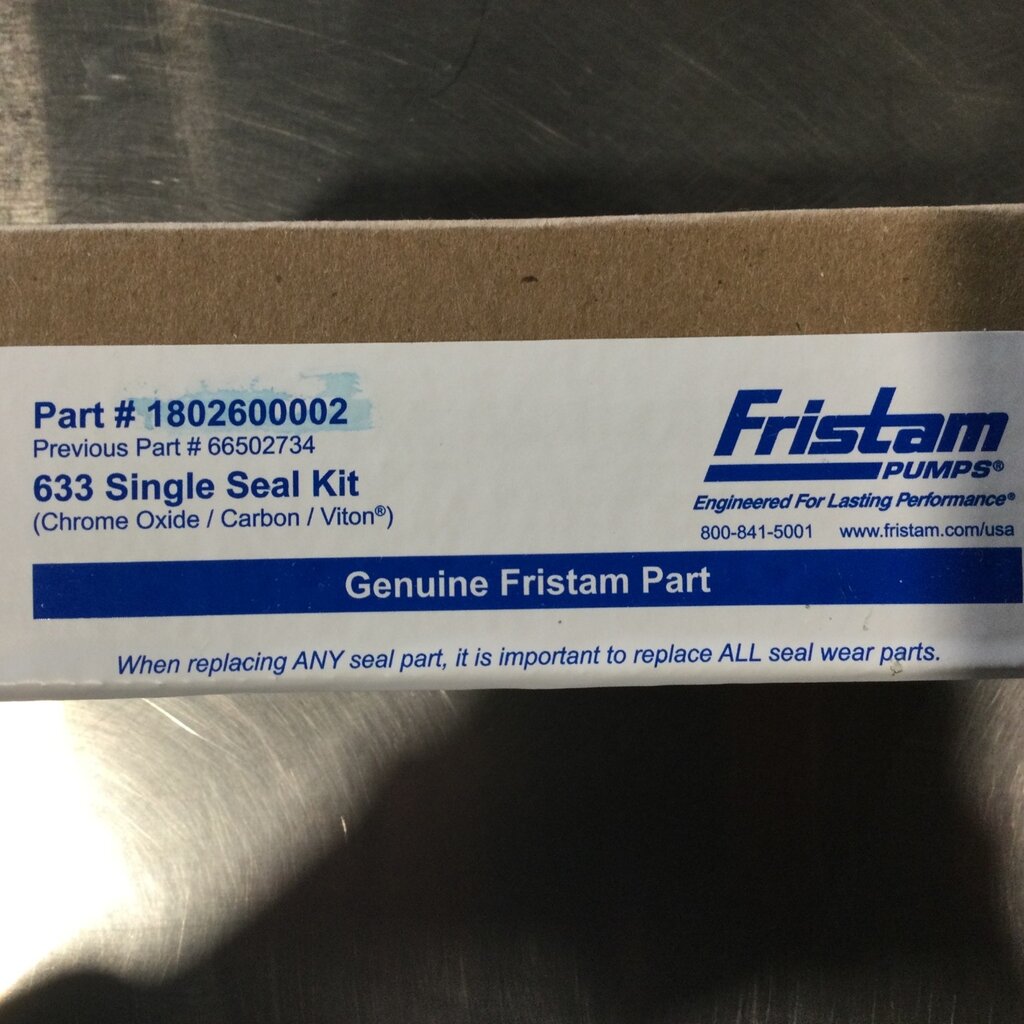 Part # 1802600002
Previous Part # 66502734
633 Single Seal Kit
(Chrome Oxide / Carbon / Viton®)
Fristam
PUMPS®
Engineered For Lasting Performance®
800-841-5001 www.fristam.com/usa
Genuine Fristam Part
When replacing ANY seal part, it is important to replace ALL seal wear parts.